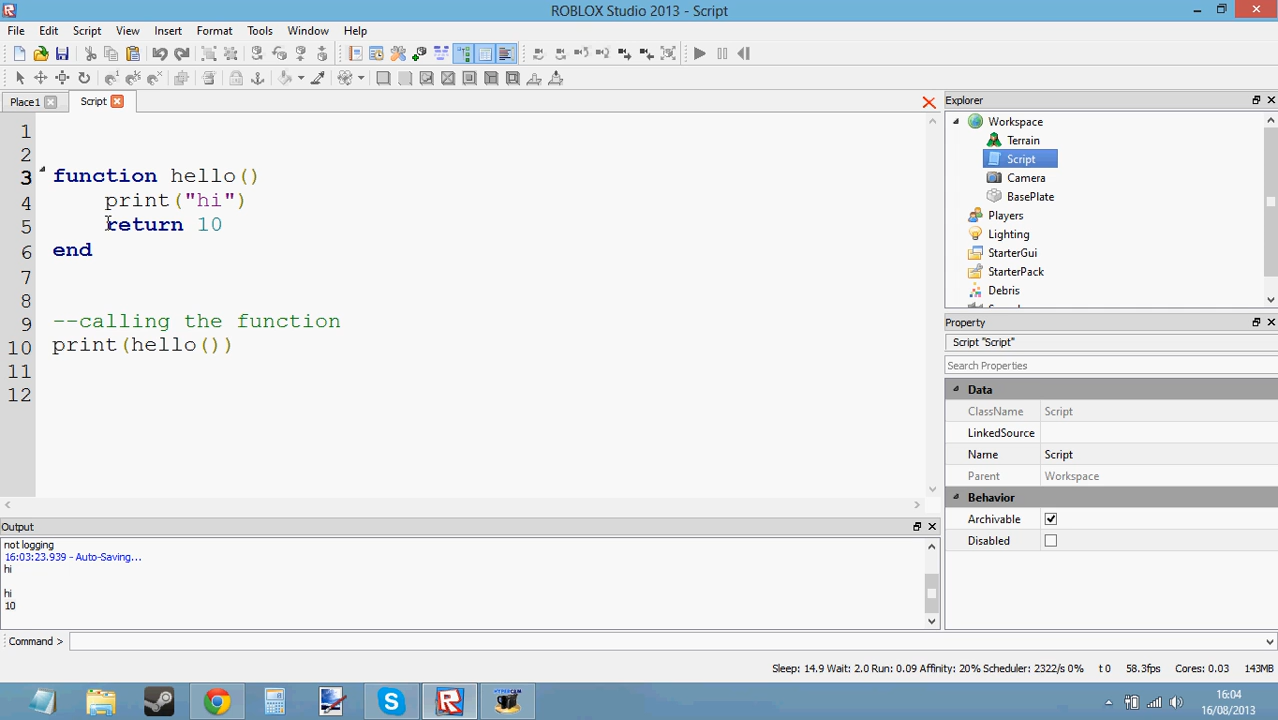 ROBLOX Studio 2013 - Script
File Edit Script View Insert Format Tools Window Help
Place1 Script
1
2
3 function hello()
4 print("hi")
5 return 10
6 end
7
8
9 --calling the function
10 print(hello())
11
12
Explorer
Workspace
Terrain
Script
Camera
BasePlate
Players
Lighting
StarterGui
StarterPack
Debris
Property
Script "Script"
Search Properties
Data
ClassName Script
LinkedSource
Name Script
Parent Workspace
Behavior
Archivable
Disabled
Output
not logging
16:03:23.939 - Auto-Saving...
hi
hi
10
Command >
Sleep: 14.9 Wait: 2.0 Run: 0.09 Affinity: 20% Scheduler: 2322/s 0% t 0 58.3fps Cores: 0.03 143MB
16:04
16/08/2013